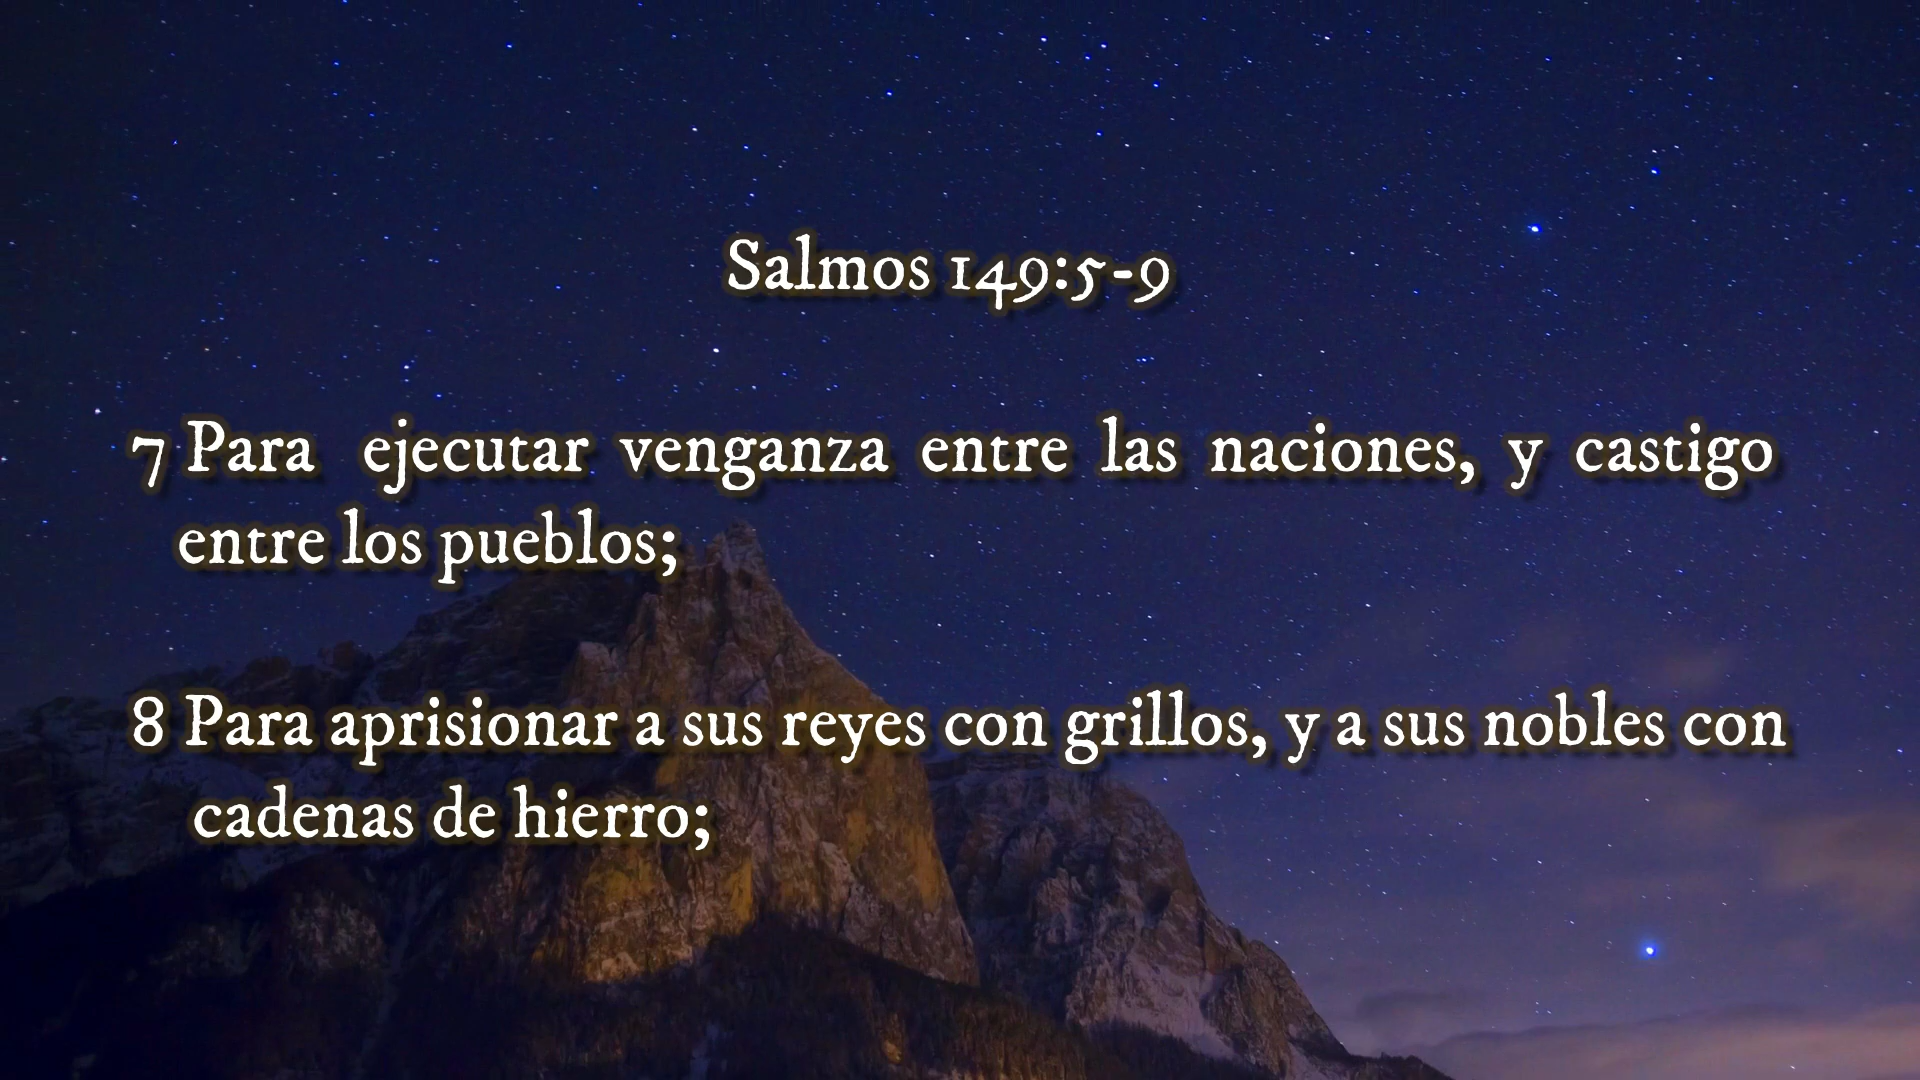 Salmos 149:5-9
7 Para ejecutar venganza entre las naciones, y castigo
entre los pueblos;
8 Para aprisionar a sus reyes con grillos, y a sus nobles con
cadenas de hierro;